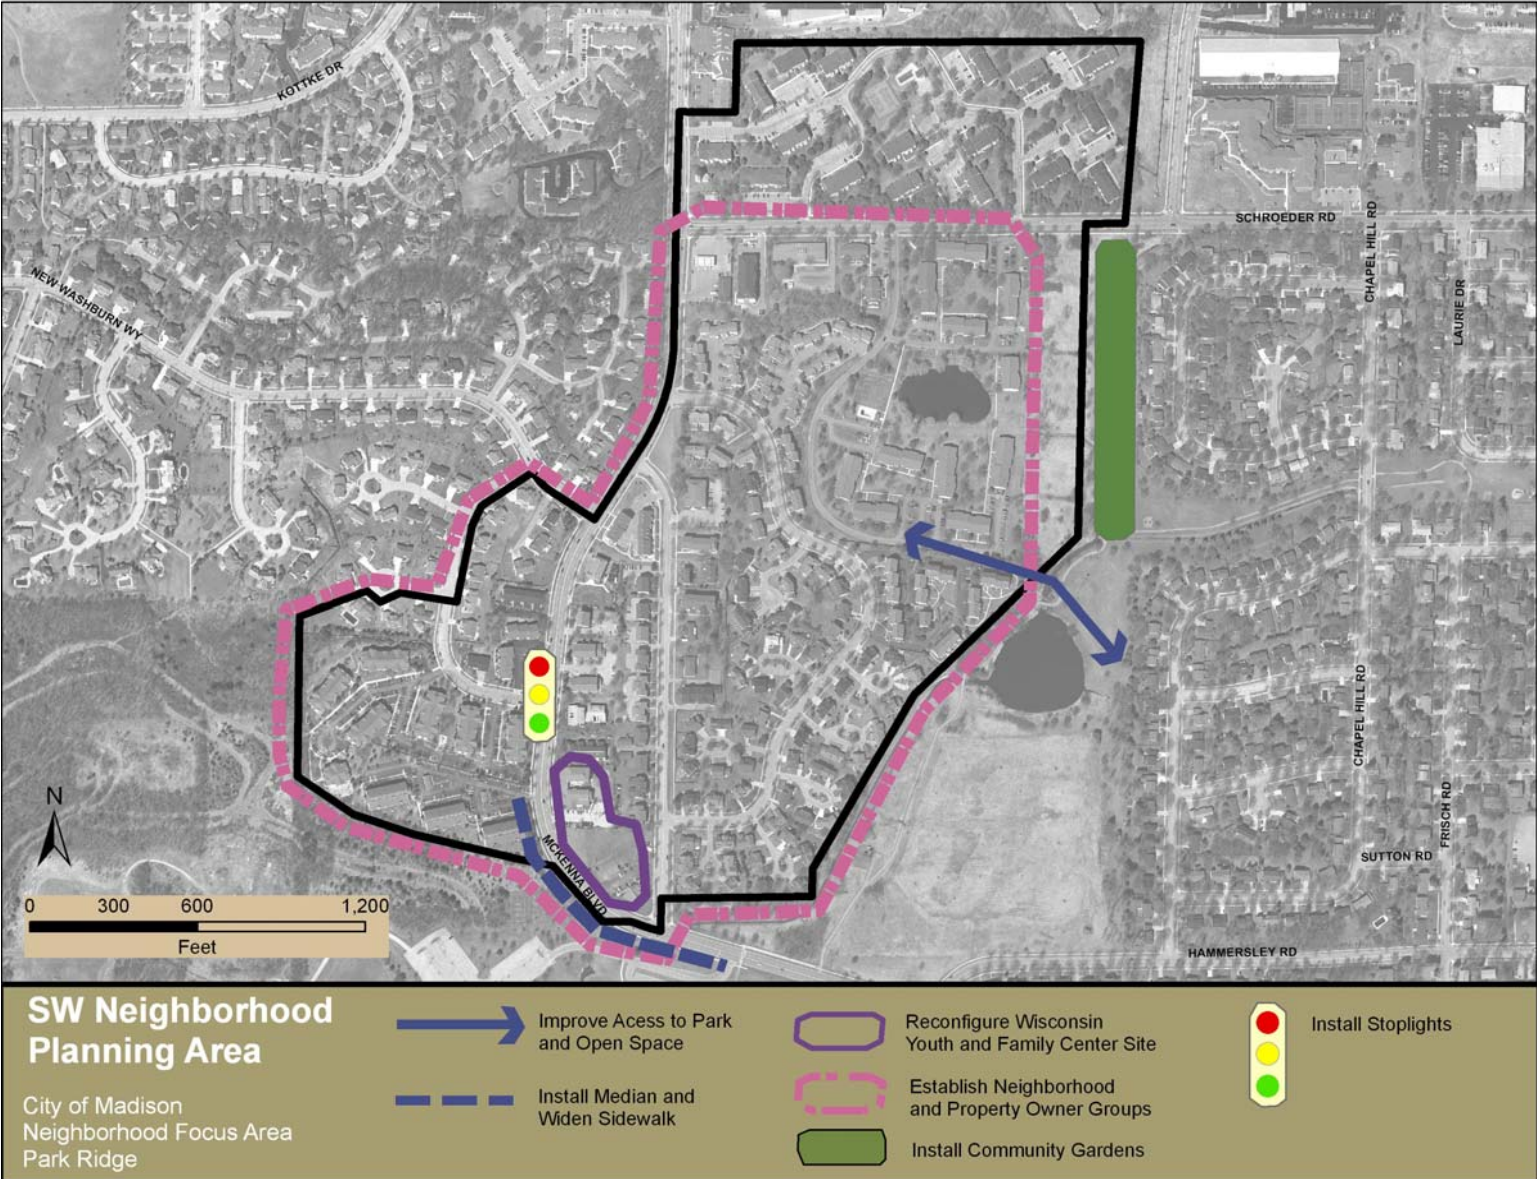 KOTTKE DR
SCHROEDER RD
CHAPEL HILL RD
LAURIE DR
NEW WASHBURN WY
CHAPEL HILL RD
FRISCH RD
SUTTON RD
MCKENNA BLVD
HAMMERSLEY RD
N
0 300 600 1,200
Feet
SW Neighborhood
Planning Area
City of Madison
Neighborhood Focus Area
Park Ridge
Improve Acess to Park
and Open Space
Install Median and
Widen Sidewalk
Reconfigure Wisconsin
Youth and Family Center Site
Establish Neighborhood
and Property Owner Groups
Install Community Gardens
Install Stoplights